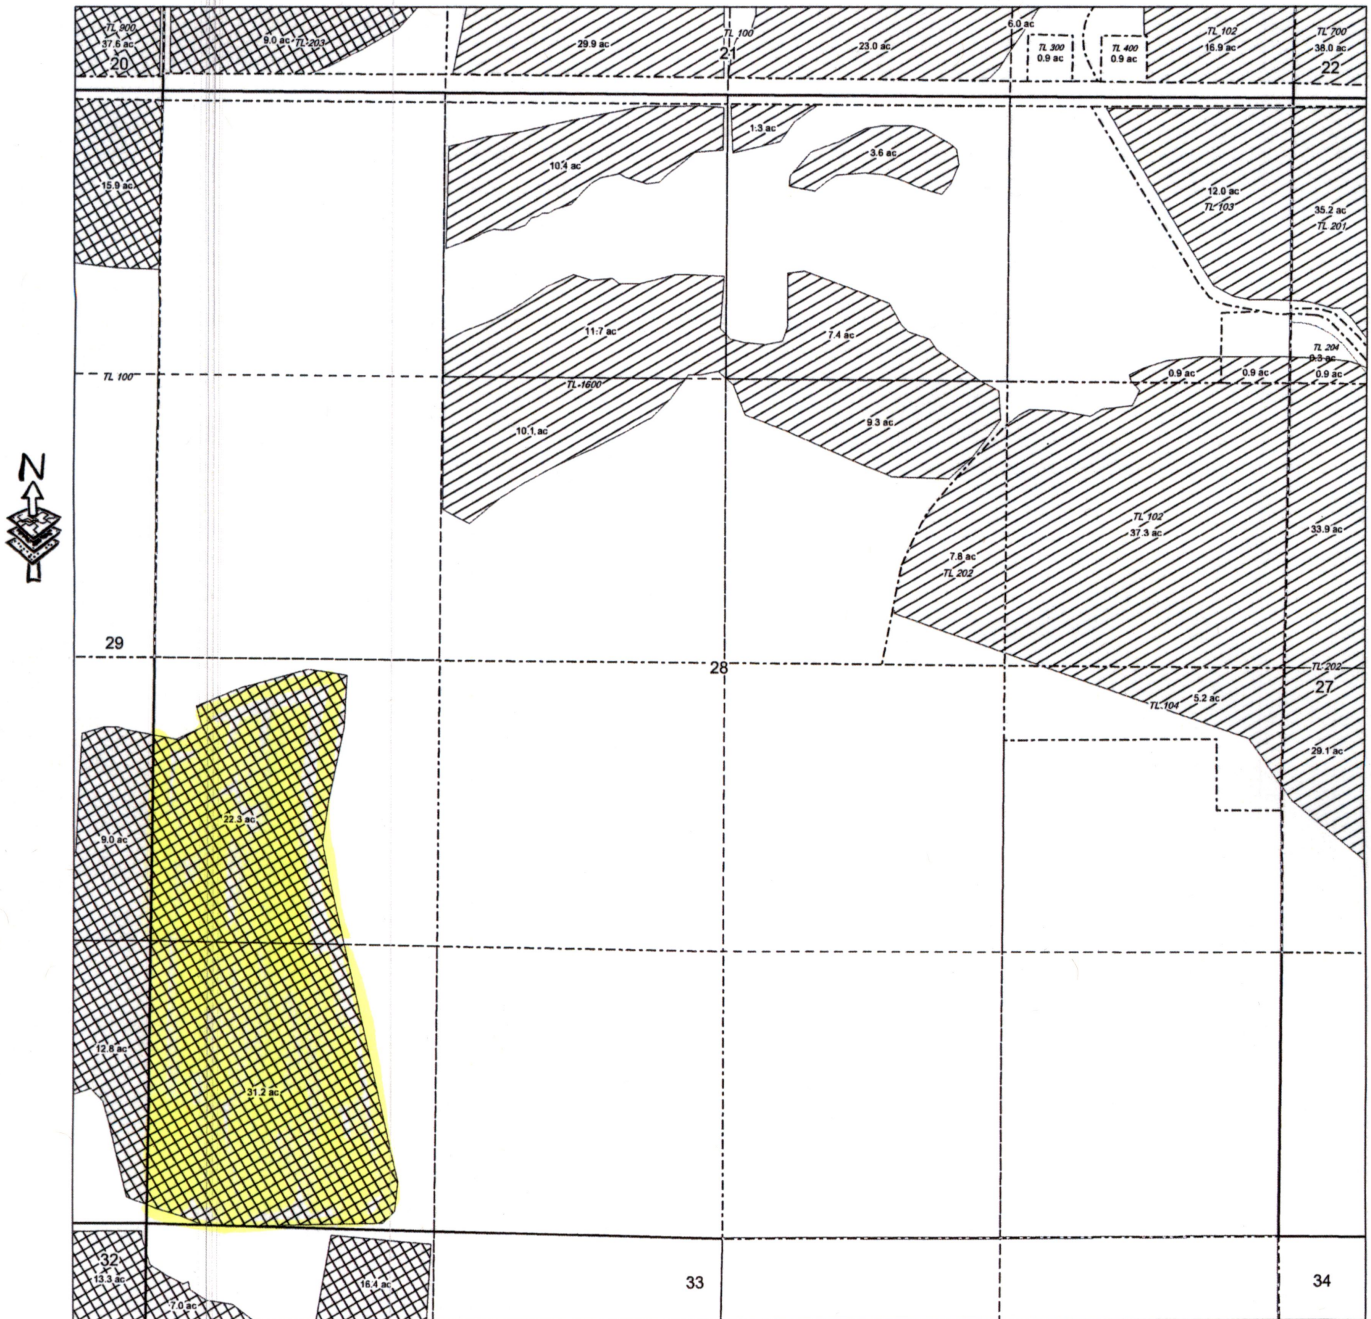 TL 900
37.6 ac
20
9.0 ac TL 203
29.9 ac
TL 100
21
23.0 ac
6.0 ac
TL 300
0.9 ac
TL 400
0.9 ac
TL 102
16.9 ac
TL 700
38.0 ac
22
15.9 ac
10.4 ac
1.3 ac
3.6 ac
12.0 ac
TL 103
35.2 ac
TL 201
11.7 ac
7.4 ac
TL 204
0.3 ac
0.9 ac
0.9 ac
0.9 ac
TL 100
TL 1600
10.1 ac
9.3 ac
N
TL 102
37.3 ac
33.9 ac
7.8 ac
TL 202
29
28
TL 202
27
5.2 ac
TL 104
29.1 ac
22.3 ac
9.0 ac
12.8 ac
31.2 ac
32
13.3 ac
7.0 ac
16.4 ac
33
34